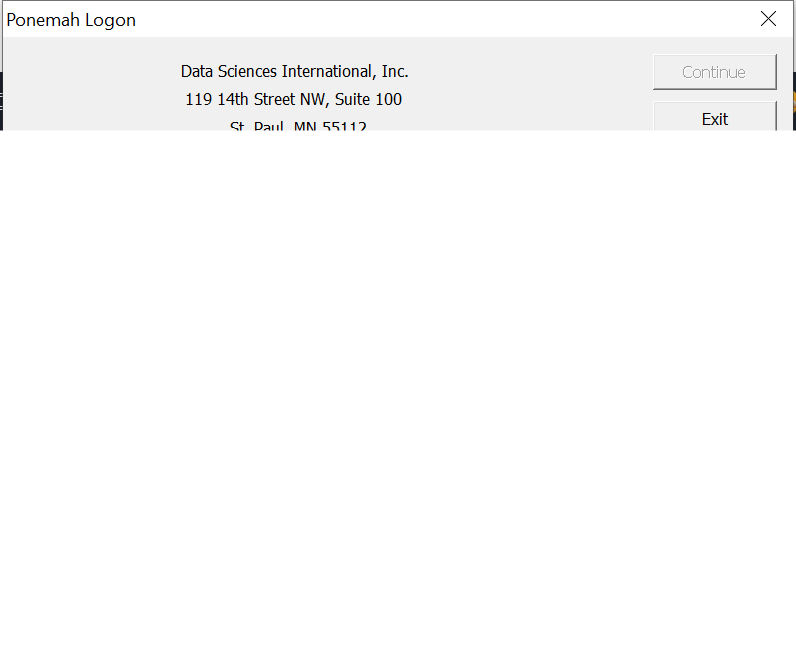 Ponemah Logon
Data Sciences International, Inc.
Continue
119 14th Street NW, Suite 100
Exit
St. Paul, MN 55112